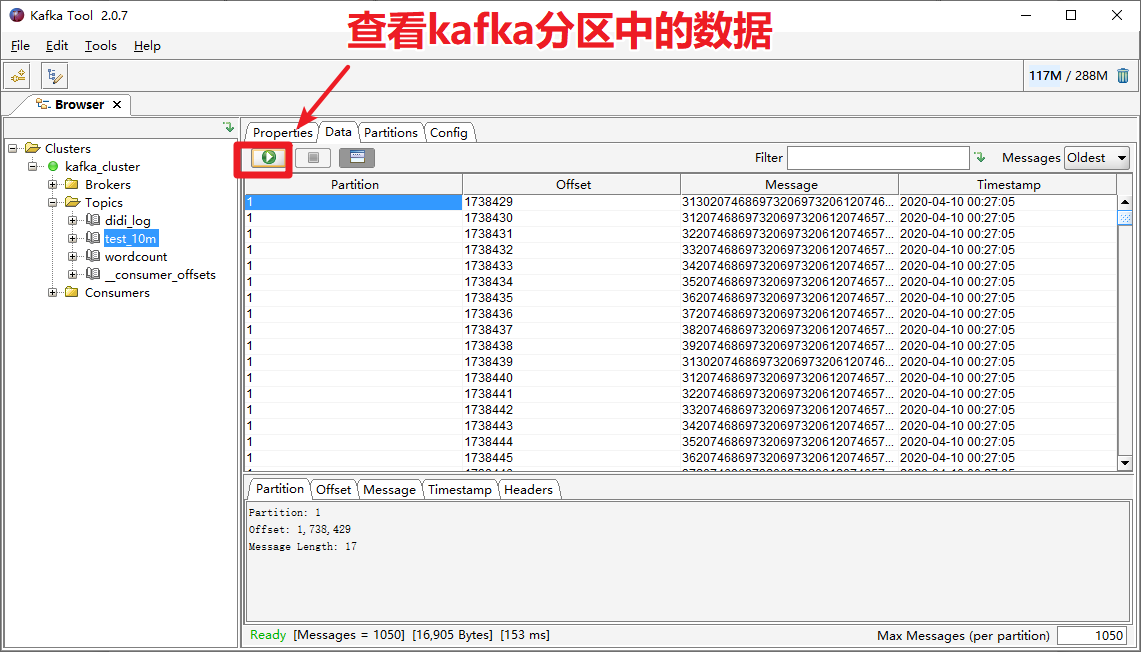 Kafka Tool 2.0.7
查看kafka分区中的数据
File Edit Tools Help
117M / 288M
Browser
Clusters
kafka_cluster
Brokers
Topics
didi_log
test_10m
wordcount
__consumer_offsets
Consumers
Properties Data Partitions Config
Filter Messages Oldest
Partition Offset Message Timestamp
1 1738429 3130207468697320697320612074​6... 2020-04-10 00:27:05
1 1738430 31207468697320697320612074657... 2020-04-10 00:27:05
1 1738431 32207468697320697320612074657... 2020-04-10 00:27:05
1 1738432 33207468697320697320612074657... 2020-04-10 00:27:05
1 1738433 34207468697320697320612074657... 2020-04-10 00:27:05
1 1738434 35207468697320697320612074657... 2020-04-10 00:27:05
1 1738435 36207468697320697320612074657... 2020-04-10 00:27:05
1 1738436 37207468697320697320612074657... 2020-04-10 00:27:05
1 1738437 38207468697320697320612074657... 2020-04-10 00:27:05
1 1738438 39207468697320697320612074657... 2020-04-10 00:27:05
1 1738439 31302074686973206973206120746... 2020-04-10 00:27:05
1 1738440 31207468697320697320612074657... 2020-04-10 00:27:05
1 1738441 32207468697320697320612074657... 2020-04-10 00:27:05
1 1738442 33207468697320697320612074657... 2020-04-10 00:27:05
1 1738443 34207468697320697320612074657... 2020-04-10 00:27:05
1 1738444 35207468697320697320612074657... 2020-04-10 00:27:05
1 1738445 36207468697320697320612074657... 2020-04-10 00:27:05
Partition Offset Message Timestamp Headers
Partition: 1
Offset: 1,738,429
Message Length: 17
Ready [Messages = 1050] [16,905 Bytes] [153 ms]
Max Messages (per partition) 1050